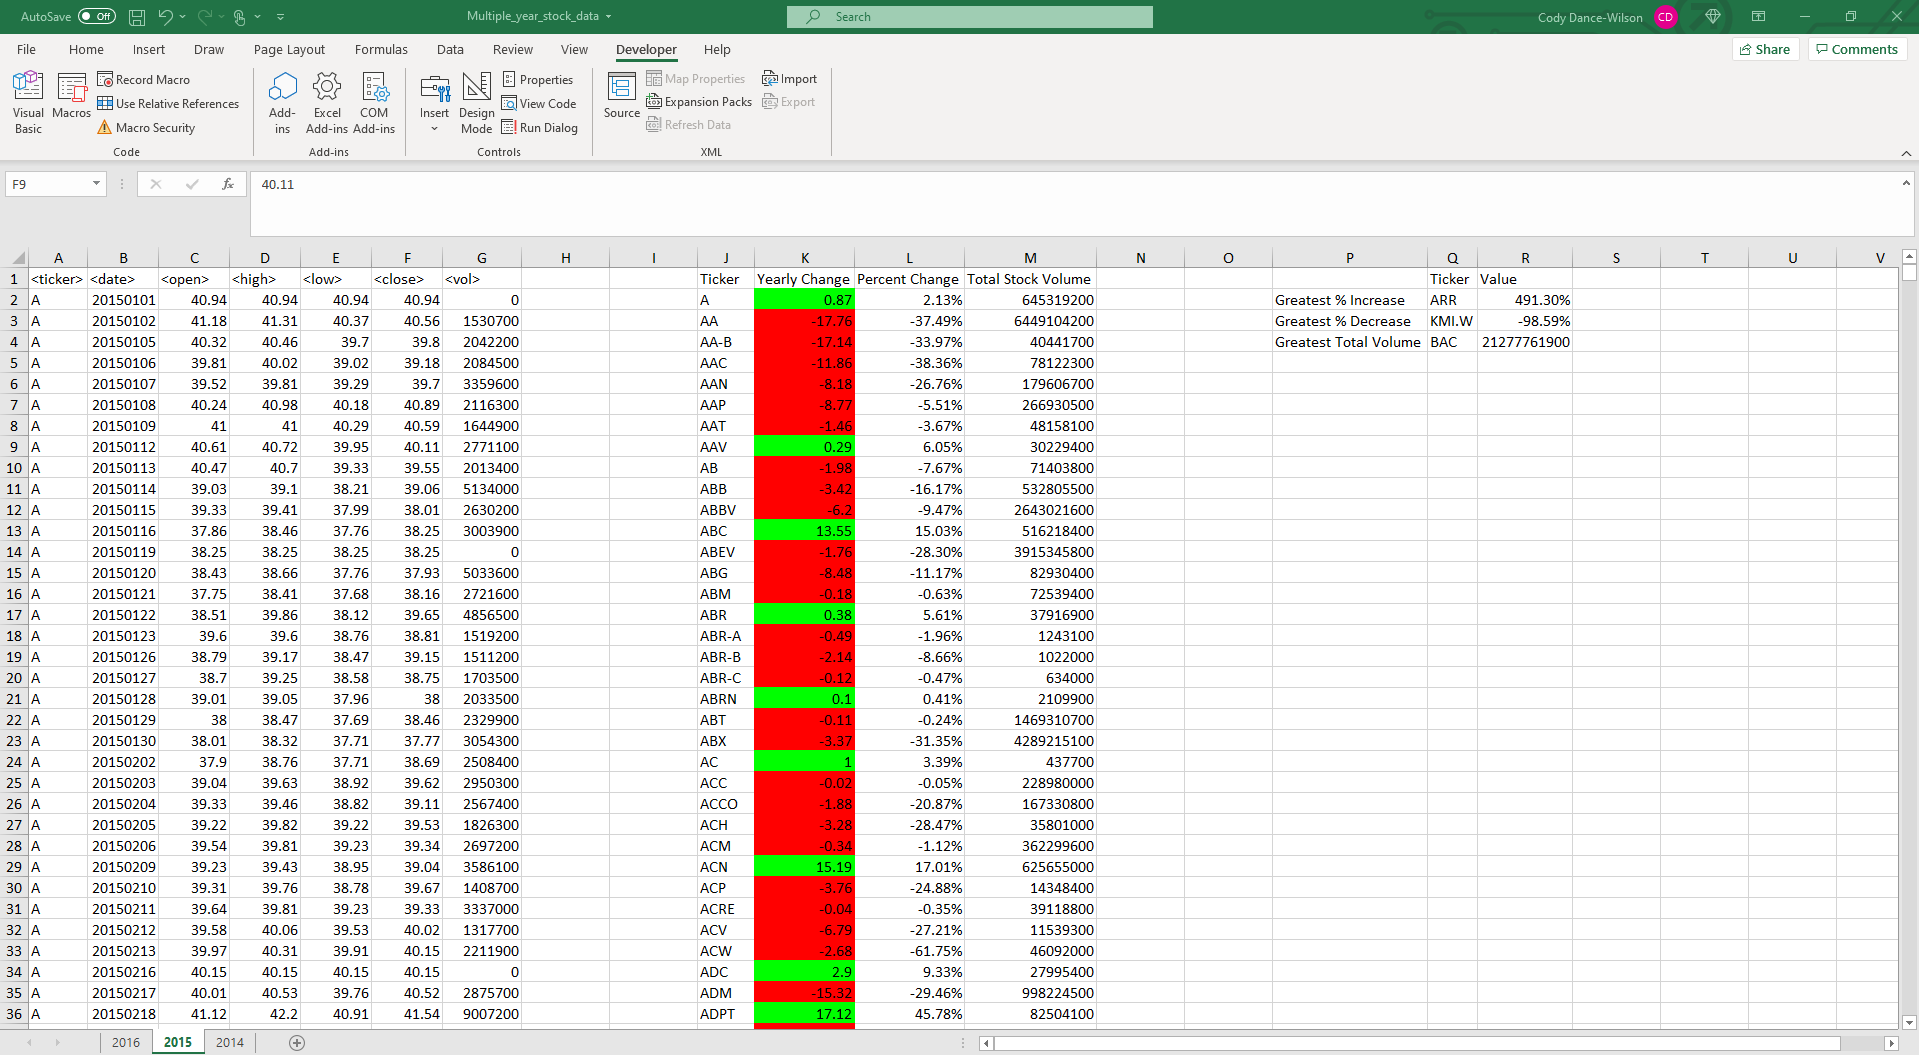 AutoSave Off Multiple_year_stock_data Search Cody Dance-Wilson CD
File Home Insert Draw Page Layout Formulas Data Review View Developer Help Share Comments
Visual Basic
Macros
Record Macro
Use Relative References
Macro Security
Code
Add-ins
Excel Add-ins
COM Add-ins
Add-ins
Insert
Design Mode
Properties
View Code
Run Dialog
Controls
Source
Map Properties
Expansion Packs
Refresh Data
Import
Export
XML
F9 fx 40.11
A B C D E F G H I J K L M N O P Q R S T U V
1 <ticker> <date> <open> <high> <low> <close> <vol> Ticker Yearly Change Percent Change Total Stock Volume Ticker Value
2 A 20150101 40.94 40.94 40.94 40.94 0 A 0.87 2.13% 645319200 Greatest % Increase ARR 491.30%
3 A 20150102 41.18 41.31 40.37 40.56 1530700 AA -17.76 -37.49% 6449104200 Greatest % Decrease KMI.W -98.59%
4 A 20150105 40.32 40.46 39.7 39.8 2042200 AA-B -17.14 -33.97% 40441700 Greatest Total Volume BAC 21277761900
5 A 20150106 39.81 40.02 39.02 39.18 2084500 AAC -11.86 -38.36% 78122300
6 A 20150107 39.52 39.81 39.29 39.7 3359600 AAN -8.18 -26.76% 179606700
7 A 20150108 40.24 40.98 40.18 40.89 2116300 AAP -8.77 -5.51% 266930500
8 A 20150109 41 41 40.29 40.59 1644900 AAT -1.46 -3.67% 48158100
9 A 20150112 40.61 40.72 39.95 40.11 2771100 AAV 0.29 6.05% 30229400
10 A 20150113 40.47 40.7 39.33 39.55 2013400 AB -1.98 -7.67% 71403800
11 A 20150114 39.03 39.1 38.21 39.06 5134000 ABB -3.42 -16.17% 532805500
12 A 20150115 39.33 39.41 37.99 38.01 2630200 ABBV -6.2 -9.47% 2643021600
13 A 20150116 37.86 38.46 37.76 38.25 3003900 ABC 13.55 15.03% 516218400
14 A 20150119 38.25 38.25 38.25 38.25 0 ABEV -1.76 -28.30% 3915345800
15 A 20150120 38.43 38.66 37.76 37.93 5033600 ABG -8.48 -11.17% 82930400
16 A 20150121 37.75 38.41 37.68 38.16 2721600 ABM -0.18 -0.63% 72539400
17 A 20150122 38.51 39.86 38.12 39.65 4856500 ABR 0.38 5.61% 37916900
18 A 20150123 39.6 39.6 38.76 38.81 1519200 ABR-A -0.49 -1.96% 1243100
19 A 20150126 38.79 39.17 38.47 39.15 1511200 ABR-B -2.14 -8.66% 1022000
20 A 20150127 38.7 39.25 38.58 38.75 1703500 ABR-C -0.12 -0.47% 634000
21 A 20150128 39.01 39.05 37.96 38 2033500 ABRN 0.1 0.41% 2109900
22 A 20150129 38 38.47 37.69 38.46 2329900 ABT -0.11 -0.24% 1469310700
23 A 20150130 38.01 38.32 37.71 37.77 3054300 ABX -3.37 -31.35% 4289215100
24 A 20150202 37.9 38.76 37.71 38.69 2508400 AC 1 3.39% 437700
25 A 20150203 39.04 39.63 38.92 39.62 2950300 ACC -0.02 -0.05% 228980000
26 A 20150204 39.33 39.46 38.82 39.11 2567400 ACCO -1.88 -20.87% 167330800
27 A 20150205 39.22 39.82 39.22 39.53 1826300 ACH -3.28 -28.47% 35801000
28 A 20150206 39.54 39.81 39.23 39.34 2697200 ACM -0.34 -1.12% 362299600
29 A 20150209 39.23 39.43 38.95 39.04 3586100 ACN 15.19 17.01% 625655000
30 A 20150210 39.31 39.76 38.78 39.67 1408700 ACP -3.76 -24.88% 14348400
31 A 20150211 39.64 39.81 39.23 39.33 3337000 ACRE -0.04 -0.35% 39118800
32 A 20150212 39.58 40.06 39.53 40.02 1317700 ACV -6.79 -27.21% 11539300
33 A 20150213 39.97 40.31 39.91 40.15 2211900 ACW -2.68 -61.75% 46092000
34 A 20150216 40.15 40.15 40.15 40.15 0 ADC 2.9 9.33% 27995400
35 A 20150217 40.01 40.53 39.76 40.52 2875700 ADM -15.32 -29.46% 998224500
36 A 20150218 41.12 42.2 40.91 41.54 9007200 ADPT 17.12 45.78% 82504100
2016 2015 2014